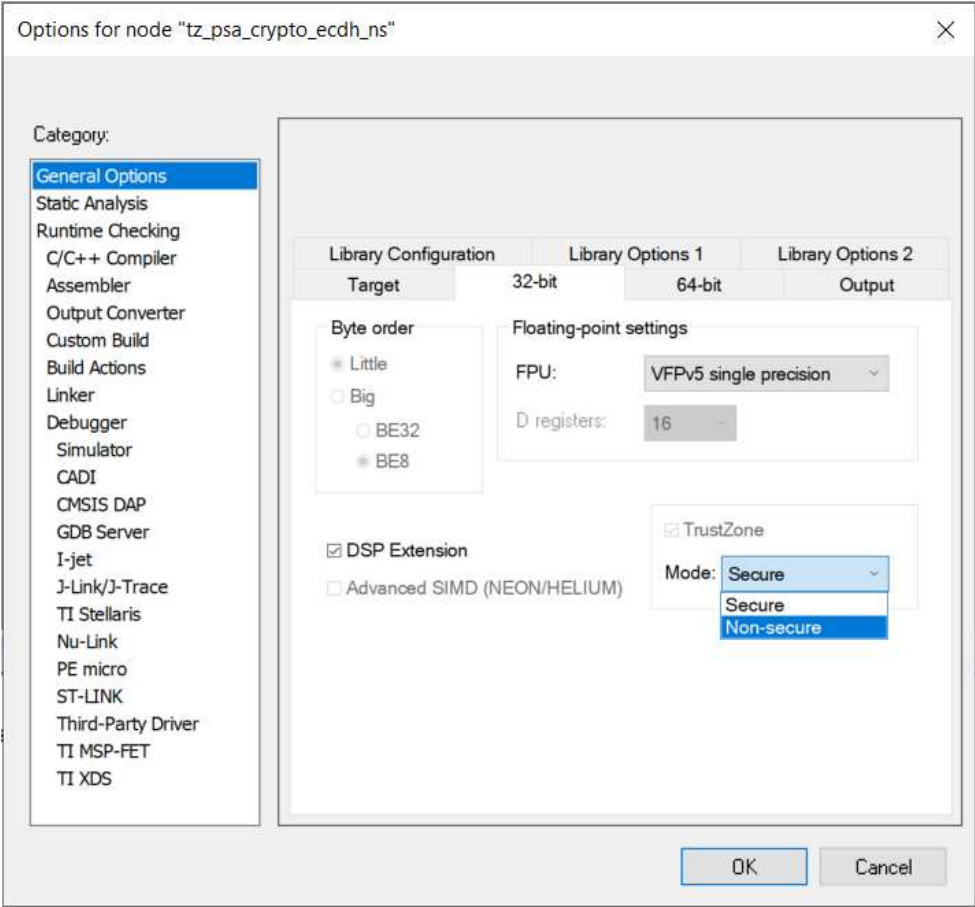 Options for node "tz_psa_crypto_ecdh_ns"
Category:
General Options
Static Analysis
Runtime Checking
C/C++ Compiler
Assembler
Output Converter
Custom Build
Build Actions
Linker
Debugger
Simulator
CADI
CMSIS DAP
GDB Server
I-jet
J-Link/J-Trace
TI Stellaris
Nu-Link
PE micro
ST-LINK
Third-Party Driver
TI MSP-FET
TI XDS
Library Configuration Library Options 1 Library Options 2
Target 32-bit 64-bit Output
Byte order
Little
Big
BE32
BE8
Floating-point settings
FPU: VFPv5 single precision
D registers: 16
DSP Extension
Advanced SIMD (NEON/HELIUM)
TrustZone
Mode: Secure
Secure
Non-secure
OK Cancel